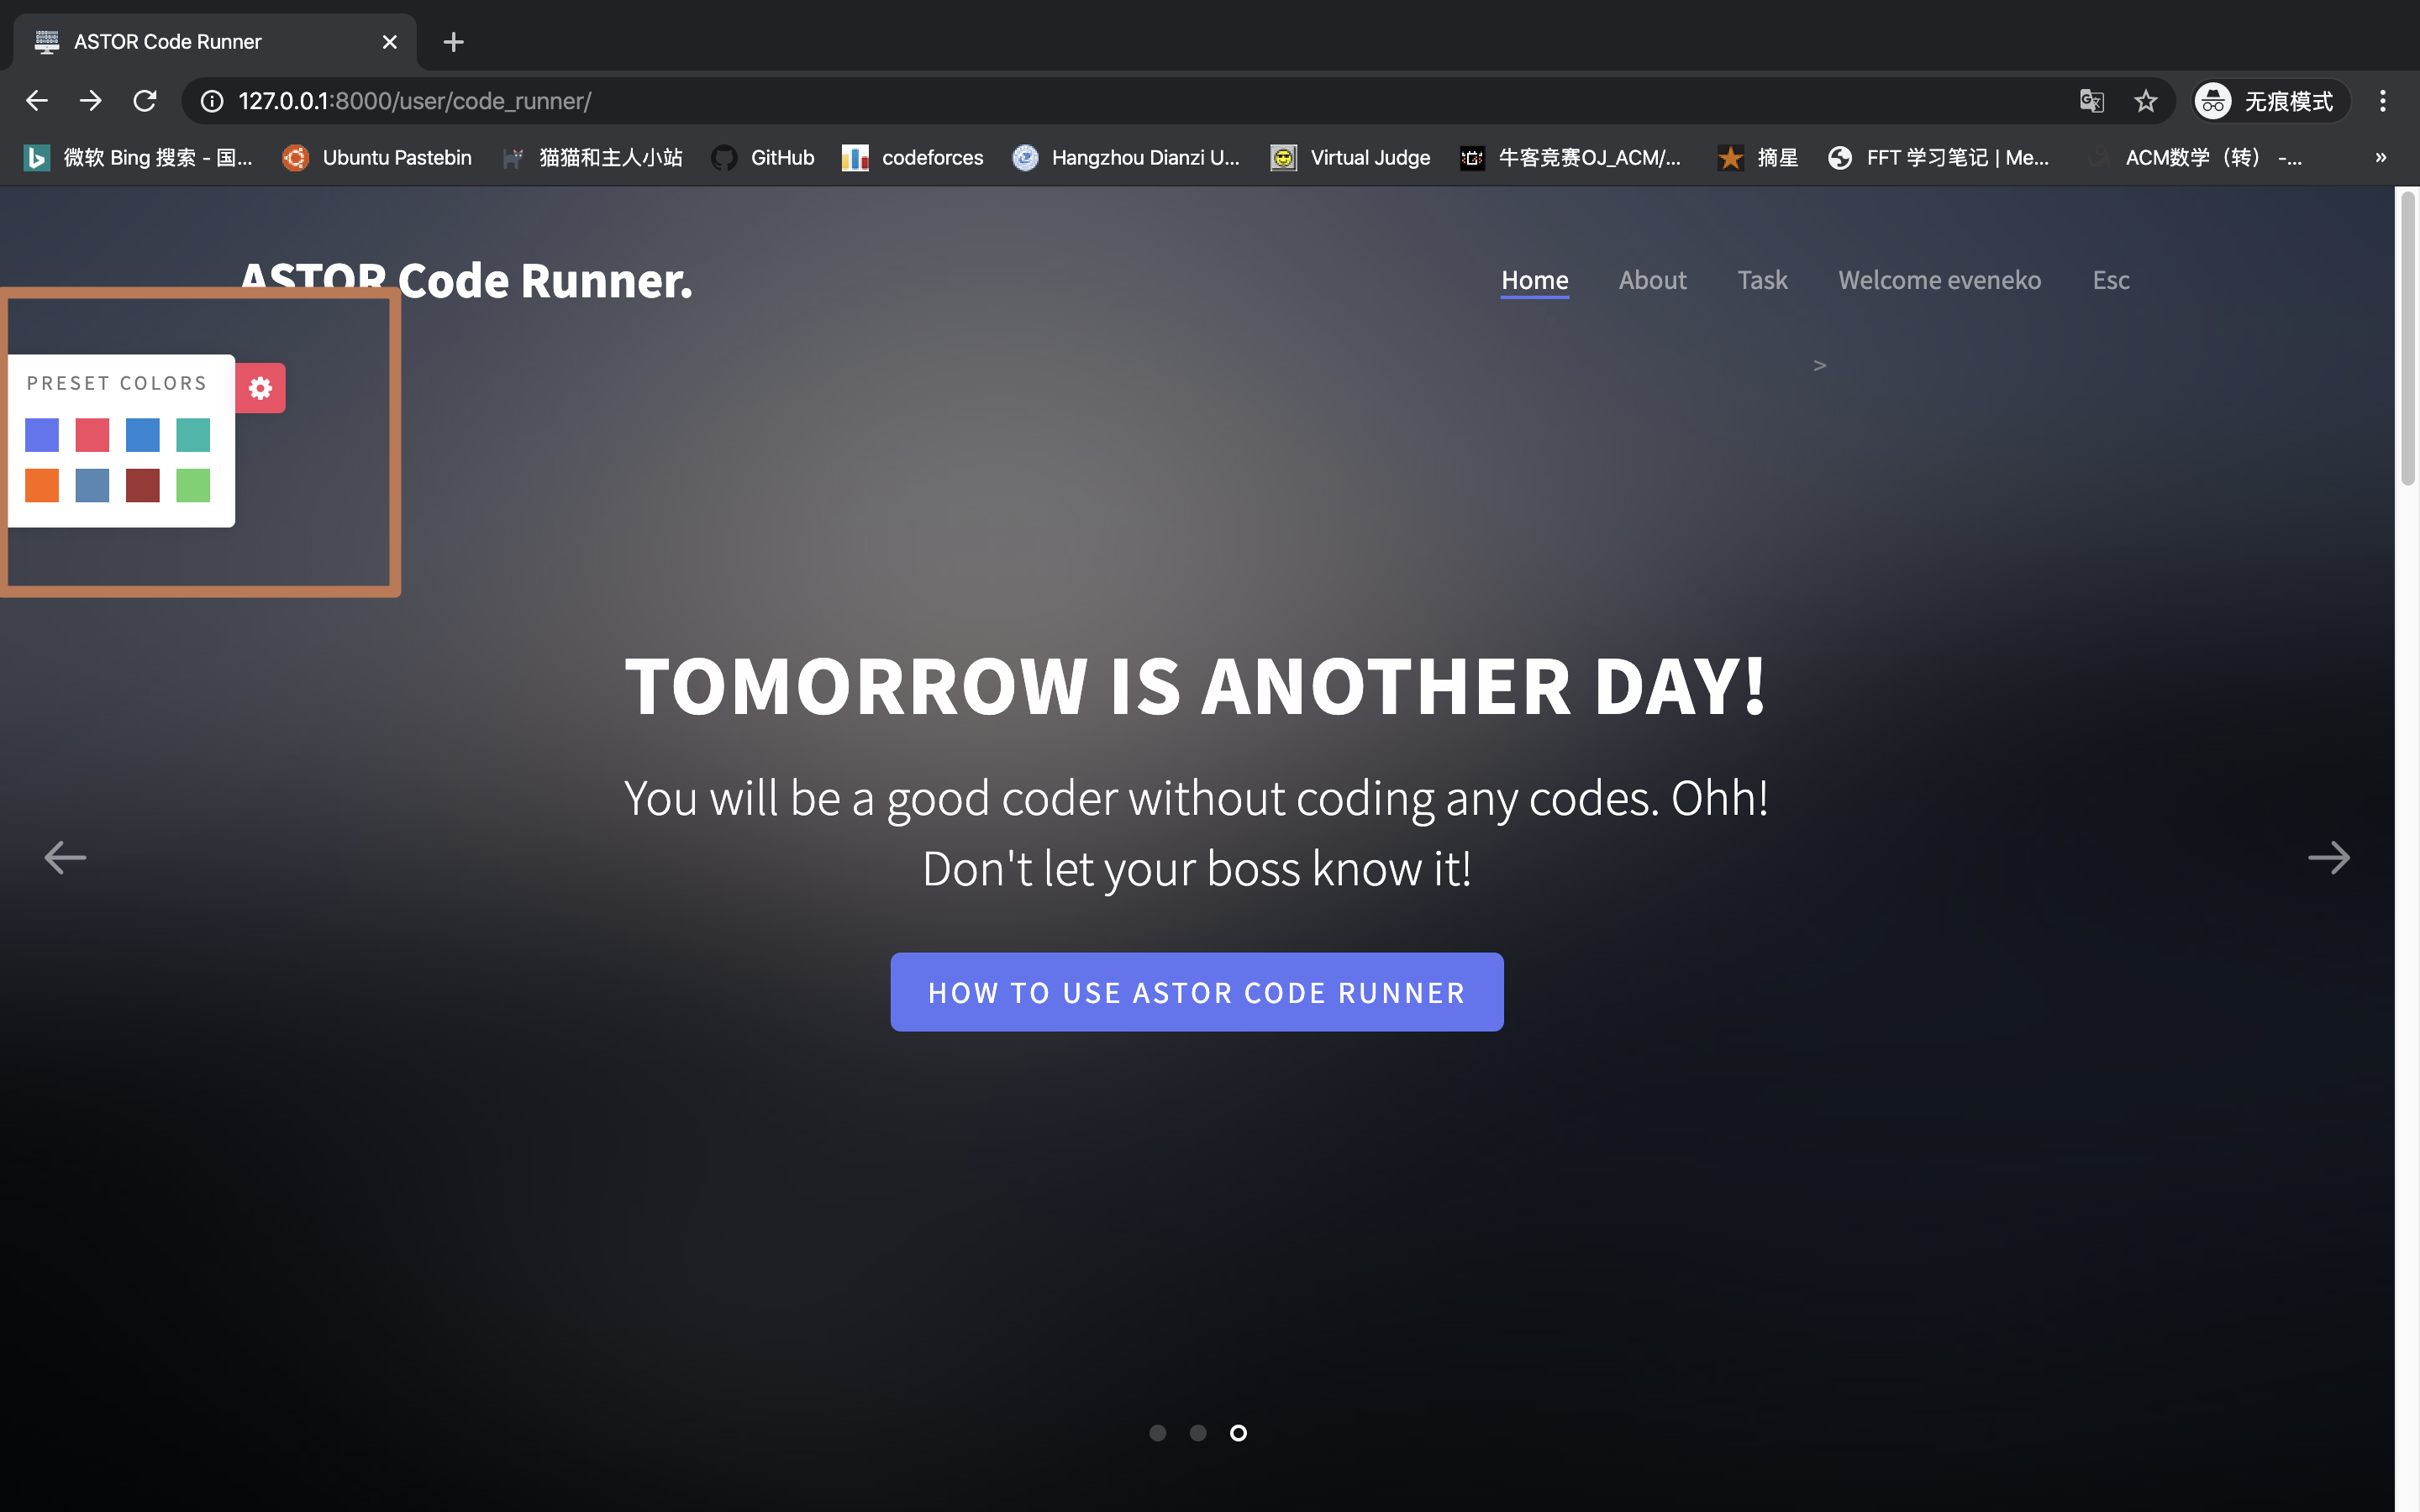 ASTOR Code Runner
127.0.0.1:8000/user/code_runner/
无痕模式
微软 Bing 搜索 - 国... Ubuntu Pastebin 猫猫和主人小站 GitHub codeforces Hangzhou Dianzi U... Virtual Judge 牛客竞赛OJ_ACM/... 摘星 FFT 学习笔记 | Me... ACM数学（转） -... »
ASTOR Code Runner.
Home About Task Welcome eveneko Esc
>
PRESET COLORS
TOMORROW IS ANOTHER DAY!
You will be a good coder without coding any codes. Ohh!
Don't let your boss know it!
HOW TO USE ASTOR CODE RUNNER